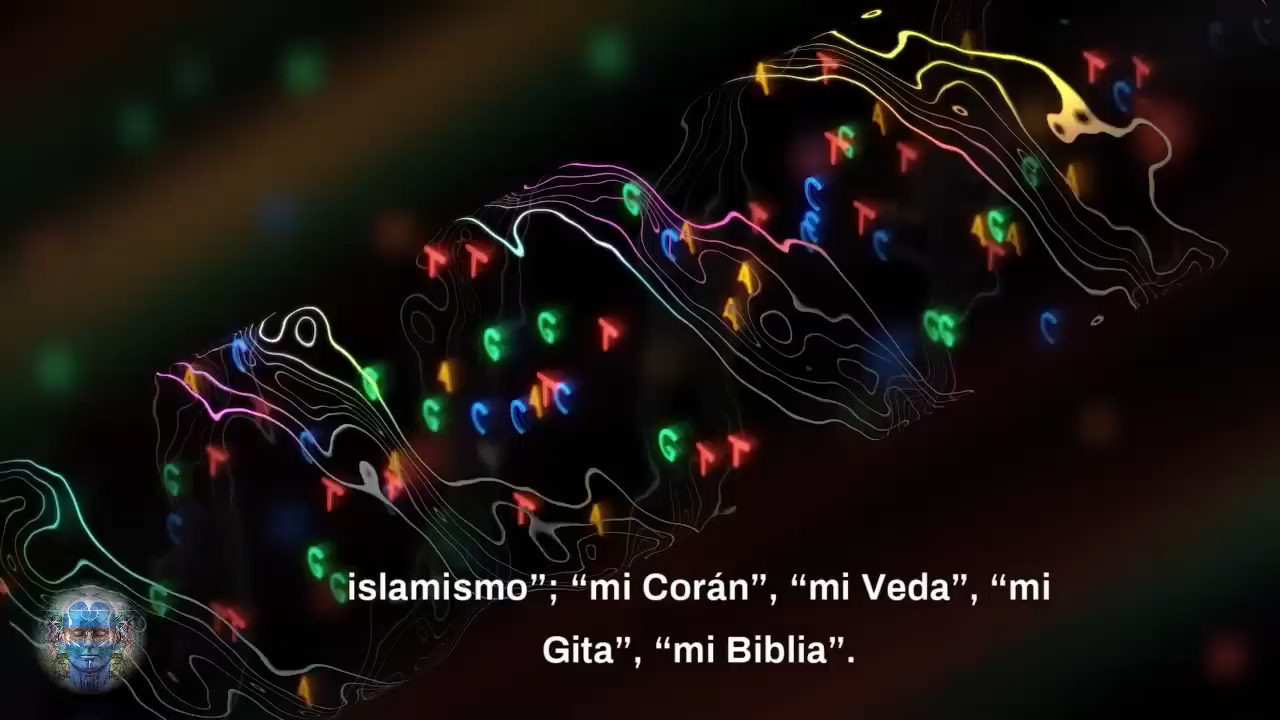 islamismo”; “mi Corán”, “mi Veda”, “mi
Gita”, “mi Biblia”.